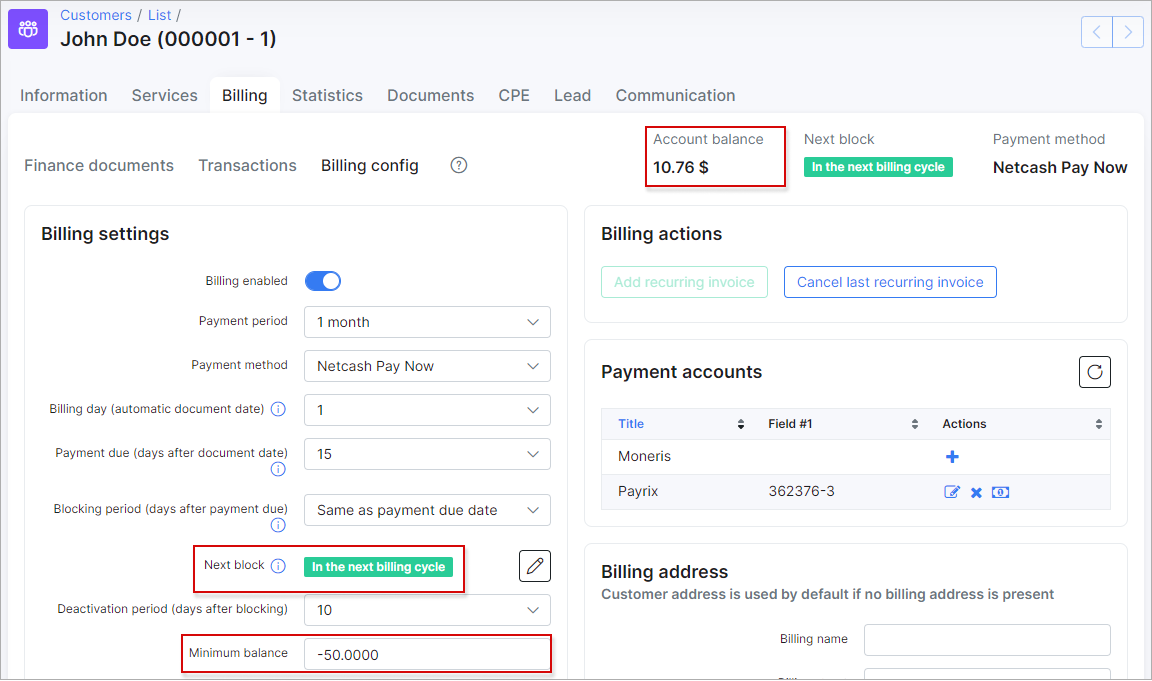 Customers / List /
John Doe (000001 - 1)
Information Services Billing Statistics Documents CPE Lead Communication
Finance documents Transactions Billing config ?
Account balance
10.76 $
Next block
In the next billing cycle
Payment method
Netcash Pay Now
Billing settings
Billing enabled
Payment period 1 month
Payment method Netcash Pay Now
Billing day (automatic document date) 1
Payment due (days after document date) 15
Blocking period (days after payment due) Same as payment due date
Next block In the next billing cycle
Deactivation period (days after blocking) 10
Minimum balance -50.0000
Billing actions
Add recurring invoice Cancel last recurring invoice
Payment accounts
Title Field #1 Actions
Moneris
Payrix 362376-3
Billing address
Customer address is used by default if no billing address is present
Billing name